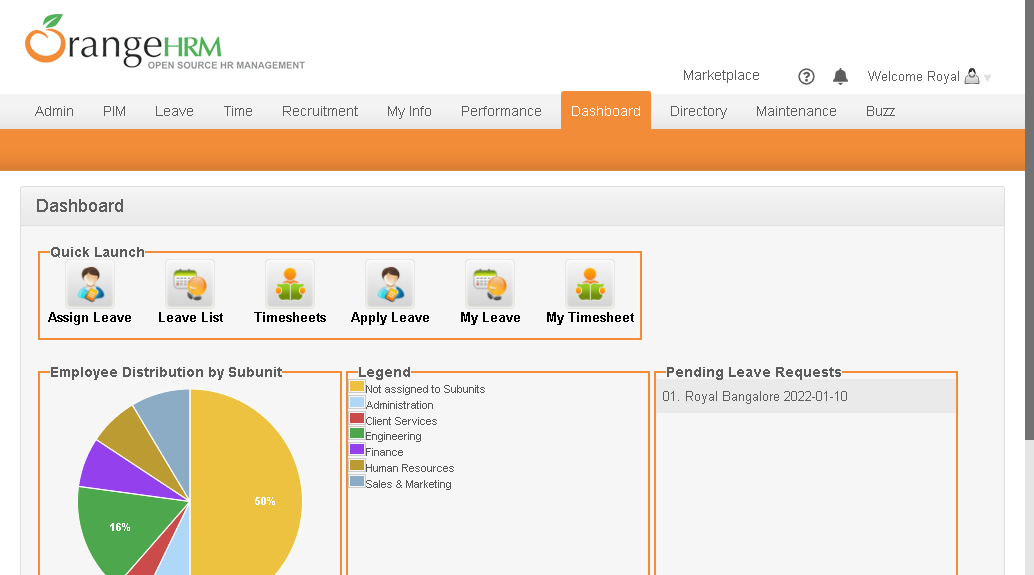 OrangeHRM
OPEN SOURCE HR MANAGEMENT
Marketplace ? Welcome Royal
Admin PIM Leave Time Recruitment My Info Performance Dashboard Directory Maintenance Buzz
Dashboard
Quick Launch
Assign Leave Leave List Timesheets Apply Leave My Leave My Timesheet
Employee Distribution by Subunit
50%
16%
Legend
Not assigned to Subunits
Administration
Client Services
Engineering
Finance
Human Resources
Sales & Marketing
Pending Leave Requests
01. Royal Bangalore 2022-01-10